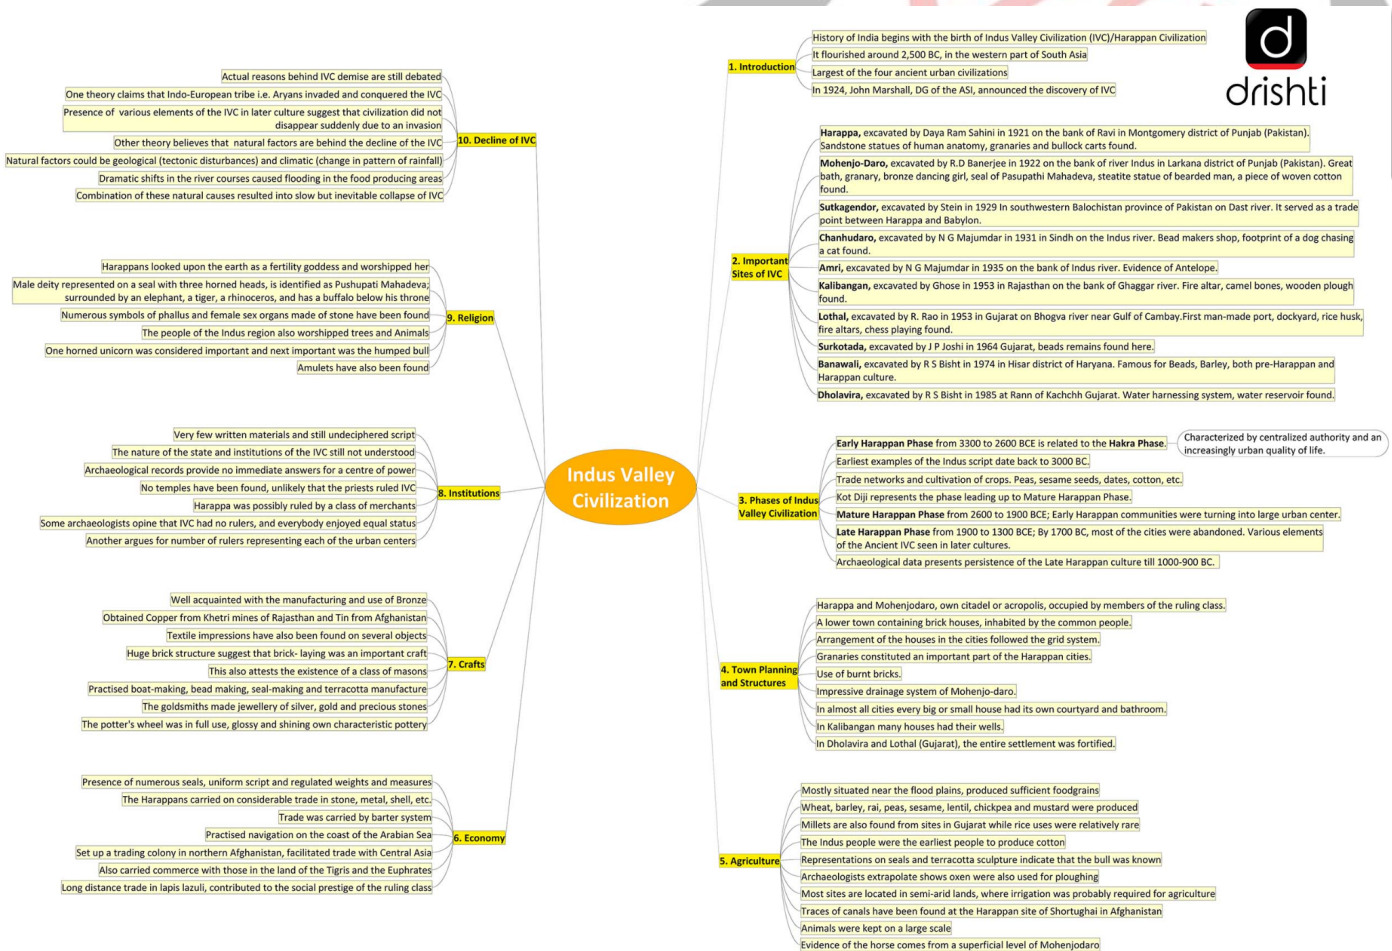 drishti
Indus Valley
Civilization
1. Introduction
History of India begins with the birth of Indus Valley Civilization (IVC)/Harappan Civilization
It flourished around 2,500 BC, in the western part of South Asia
Largest of the four ancient urban civilizations
In 1924, John Marshall, DG of the ASI, announced the discovery of IVC
2. Important
Sites of IVC
Harappa, excavated by Daya Ram Sahini in 1921 on the bank of Ravi in Montgomery district of Punjab (Pakistan).
Sandstone statues of human anatomy, granaries and bullock carts found.
Mohenjo-Daro, excavated by R.D Banerjee in 1922 on the bank of river Indus in Larkana district of Punjab (Pakistan). Great
bath, granary, bronze dancing girl, seal of Pasupathi Mahadeva, steatite statue of bearded man, a piece of woven cotton
found.
Sutkagendor, excavated by Stein in 1929 In southwestern Balochistan province of Pakistan on Dast river. It served as a trade
point between Harappa and Babylon.
Chanhudaro, excavated by N G Majumdar in 1931 in Sindh on the Indus river. Bead makers shop, footprint of a dog chasing
a cat found.
Amri, excavated by N G Majumdar in 1935 on the bank of Indus river. Evidence of Antelope.
Kalibangan, excavated by Ghose in 1953 in Rajasthan on the bank of Ghaggar river. Fire altar, camel bones, wooden plough
found.
Lothal, excavated by R. Rao in 1953 in Gujarat on Bhogva river near Gulf of Cambay.First man-made port, dockyard, rice husk,
fire altars, chess playing found.
Surkotada, excavated by J P Joshi in 1964 Gujarat, beads remains found here.
Banawali, excavated by R S Bisht in 1974 in Hisar district of Haryana. Famous for Beads, Barley, both pre-Harappan and
Harappan culture.
Dholavira, excavated by R S Bisht in 1985 at Rann of Kachchh Gujarat. Water harnessing system, water reservoir found.
3. Phases of Indus
Valley Civilization
Early Harappan Phase from 3300 to 2600 BCE is related to the Hakra Phase.
Characterized by centralized authority and an
increasingly urban quality of life.
Earliest examples of the Indus script date back to 3000 BC.
Trade networks and cultivation of crops. Peas, sesame seeds, dates, cotton, etc.
Kot Diji represents the phase leading up to Mature Harappan Phase.
Mature Harappan Phase from 2600 to 1900 BCE; Early Harappan communities were turning into large urban center.
Late Harappan Phase from 1900 to 1300 BCE; By 1700 BC, most of the cities were abandoned. Various elements
of the Ancient IVC seen in later cultures.
Archaeological data presents persistence of the Late Harappan culture till 1000-900 BC.
4. Town Planning
and Structures
Harappa and Mohenjodaro, own citadel or acropolis, occupied by members of the ruling class.
A lower town containing brick houses, inhabited by the common people.
Arrangement of the houses in the cities followed the grid system.
Granaries constituted an important part of the Harappan cities.
Use of burnt bricks.
Impressive drainage system of Mohenjo-daro.
In almost all cities every big or small house had its own courtyard and bathroom.
In Kalibangan many houses had their wells.
In Dholavira and Lothal (Gujarat), the entire settlement was fortified.
5. Agriculture
Mostly situated near the flood plains, produced sufficient foodgrains
Wheat, barley, rai, peas, sesame, lentil, chickpea and mustard were produced
Millets are also found from sites in Gujarat while rice uses were relatively rare
The Indus people were the earliest people to produce cotton
Representations on seals and terracotta sculpture indicate that the bull was known
Archaeologists extrapolate shows oxen were also used for ploughing
Most sites are located in semi-arid lands, where irrigation was probably required for agriculture
Traces of canals have been found at the Harappan site of Shortughai in Afghanistan
Animals were kept on a large scale
Evidence of the horse comes from a superficial level of Mohenjodaro
6. Economy
Presence of numerous seals, uniform script and regulated weights and measures
The Harappans carried on considerable trade in stone, metal, shell, etc.
Trade was carried by barter system
Practised navigation on the coast of the Arabian Sea
Set up a trading colony in northern Afghanistan, facilitated trade with Central Asia
Also carried commerce with those in the land of the Tigris and the Euphrates
Long distance trade in lapis lazuli, contributed to the social prestige of the ruling class
7. Crafts
Well acquainted with the manufacturing and use of Bronze
Obtained Copper from Khetri mines of Rajasthan and Tin from Afghanistan
Textile impressions have also been found on several objects
Huge brick structure suggest that brick- laying was an important craft
This also attests the existence of a class of masons
Practised boat-making, bead making, seal-making and terracotta manufacture
The goldsmiths made jewellery of silver, gold and precious stones
The potter's wheel was in full use, glossy and shining own characteristic pottery
8. Institutions
Very few written materials and still undeciphered script
The nature of the state and institutions of the IVC still not understood
Archaeological records provide no immediate answers for a centre of power
No temples have been found, unlikely that the priests ruled IVC
Harappa was possibly ruled by a class of merchants
Some archaeologists opine that IVC had no rulers, and everybody enjoyed equal status
Another argues for number of rulers representing each of the urban centers
9. Religion
Harappans looked upon the earth as a fertility goddess and worshipped her
Male deity represented on a seal with three horned heads, is identified as Pushupati Mahadeva;
surrounded by an elephant, a tiger, a rhinoceros, and has a buffalo below his throne
Numerous symbols of phallus and female sex organs made of stone have been found
The people of the Indus region also worshipped trees and Animals
One horned unicorn was considered important and next important was the humped bull
Amulets have also been found
10. Decline of IVC
Actual reasons behind IVC demise are still debated
One theory claims that Indo-European tribe i.e. Aryans invaded and conquered the IVC
Presence of various elements of the IVC in later culture suggest that civilization did not
disappear suddenly due to an invasion
Other theory believes that natural factors are behind the decline of the IVC
Natural factors could be geological (tectonic disturbances) and climatic (change in pattern of rainfall)
Dramatic shifts in the river courses caused flooding in the food producing areas
Combination of these natural causes resulted into slow but inevitable collapse of IVC